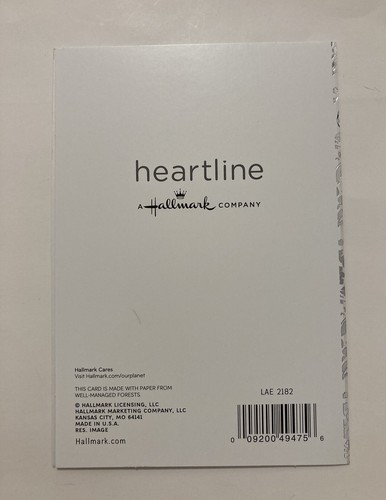 heartline
A Hallmark COMPANY
Hallmark Cares
Visit Hallmark.com/ourplanet
THIS CARD IS MADE WITH PAPER FROM
WELL-MANAGED FORESTS.
© HALLMARK LICENSING, LLC
HALLMARK MARKETING COMPANY, LLC
KANSAS CITY, MO 64141
MADE IN U.S.A.
RES. IMAGE
Hallmark.com
LAE 2182
0 09200 49475 6